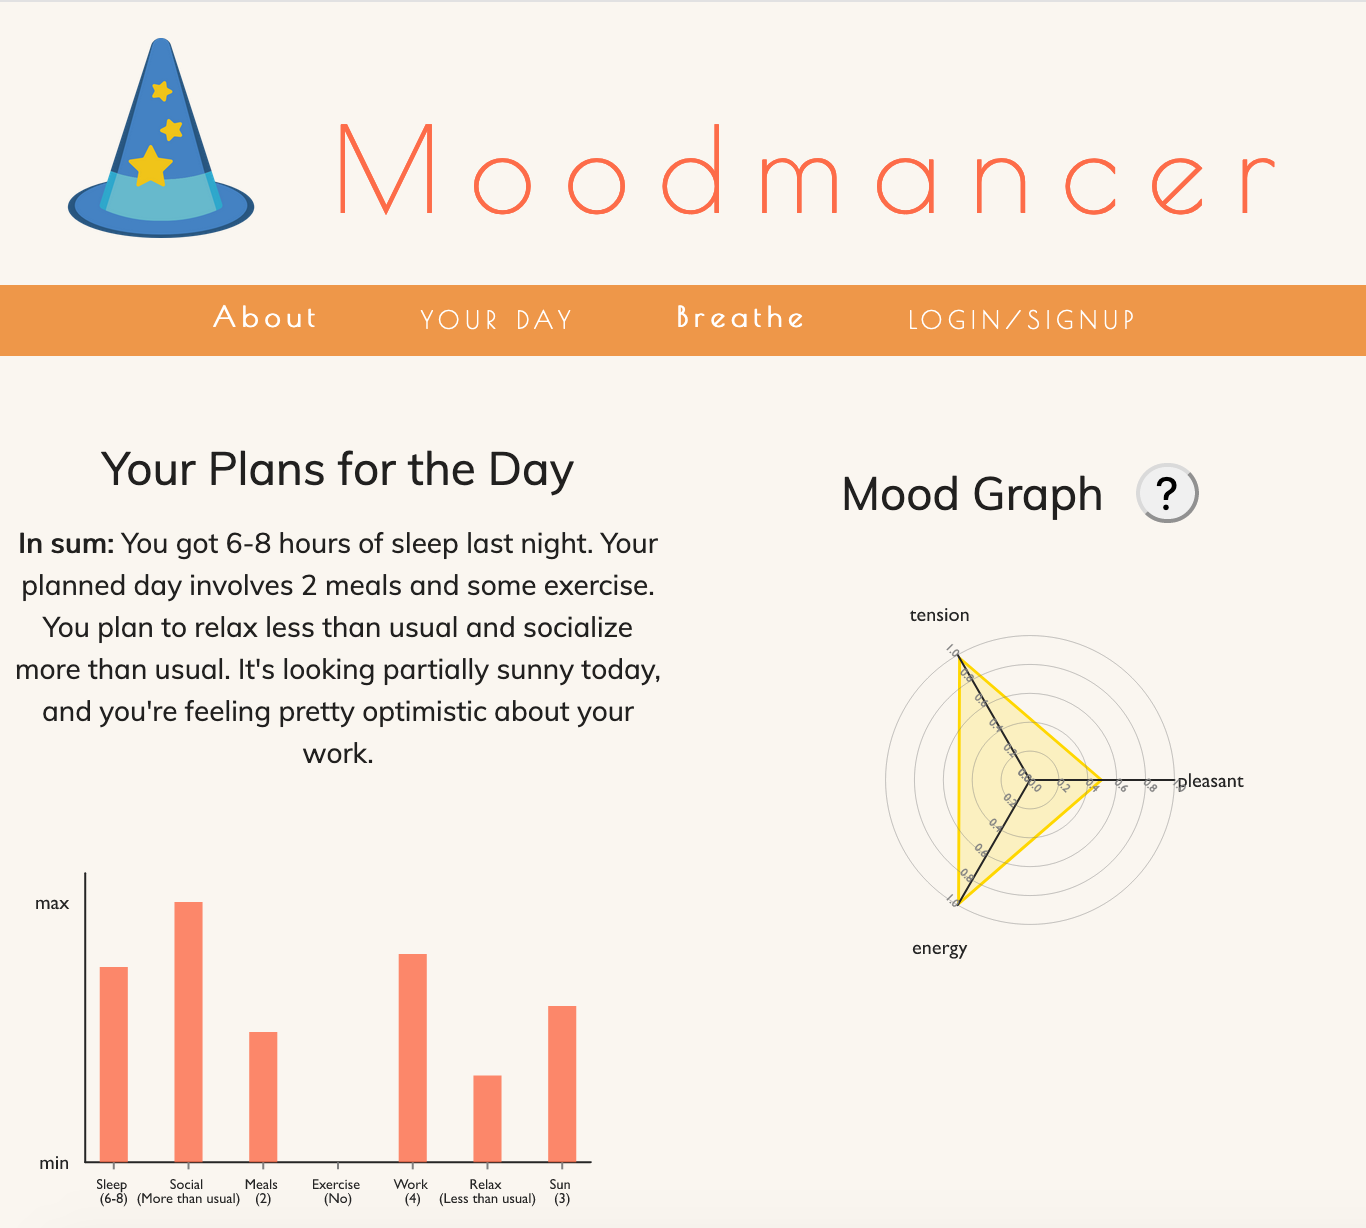 Moodmancer
About
YOUR DAY
Breathe
LOGIN/SIGNUP
Your Plans for the Day
In sum: You got 6-8 hours of sleep last night. Your
planned day involves 2 meals and some exercise.
You plan to relax less than usual and socialize
more than usual. It's looking partially sunny today,
and you're feeling pretty optimistic about your
work.
max
min
Sleep
(6-8)
Social
(More than usual)
Meals
(2)
Exercise
(No)
Work
(4)
Relax
(Less than usual)
Sun
(3)
Mood Graph
?
tension
1.0
0.8
0.6
0.4
0.2
0.0
0.0
0.2
0.4
0.6
0.8
1.0
pleasant
0.2
0.4
0.6
0.8
1.0
energy